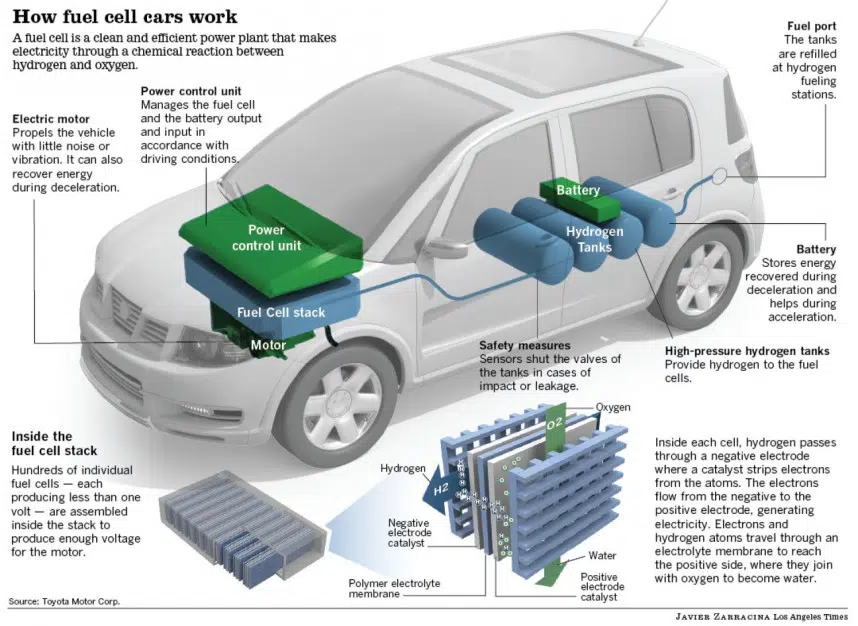 How fuel cell cars work
A fuel cell is a clean and efficient power plant that makes
electricity through a chemical reaction between
hydrogen and oxygen.
Fuel port
The tanks
are refilled
at hydrogen
fueling
stations.
Power control unit
Manages the fuel cell
and the battery output
and input in
accordance with
driving conditions.
Electric motor
Propels the vehicle
with little noise or
vibration. It can also
recover energy
during deceleration.
Battery
Power
control unit
Hydrogen
Tanks
Fuel Cell stack
Motor
Battery
Stores energy
recovered during
deceleration and
helps during
acceleration.
Safety measures
Sensors shut the valves of
the tanks in cases of
impact or leakage.
High-pressure hydrogen tanks
Provide hydrogen to the fuel
cells.
Inside the
fuel cell stack
Hundreds of individual
fuel cells — each
producing less than one
volt — are assembled
inside the stack to
produce enough voltage
for the motor.
Oxygen
O2
Hydrogen
H2
Negative
electrode
catalyst
Polymer electrolyte
membrane
Water
Positive
electrode
catalyst
Inside each cell, hydrogen passes
through a negative electrode
where a catalyst strips electrons
from the atoms. The electrons
flow from the negative to the
positive electrode, generating
electricity. Electrons and
hydrogen atoms travel through an
electrolyte membrane to reach
the positive side, where they join
with oxygen to become water.
Source: Toyota Motor Corp.
JAVIER ZARRACINA Los Angeles Times